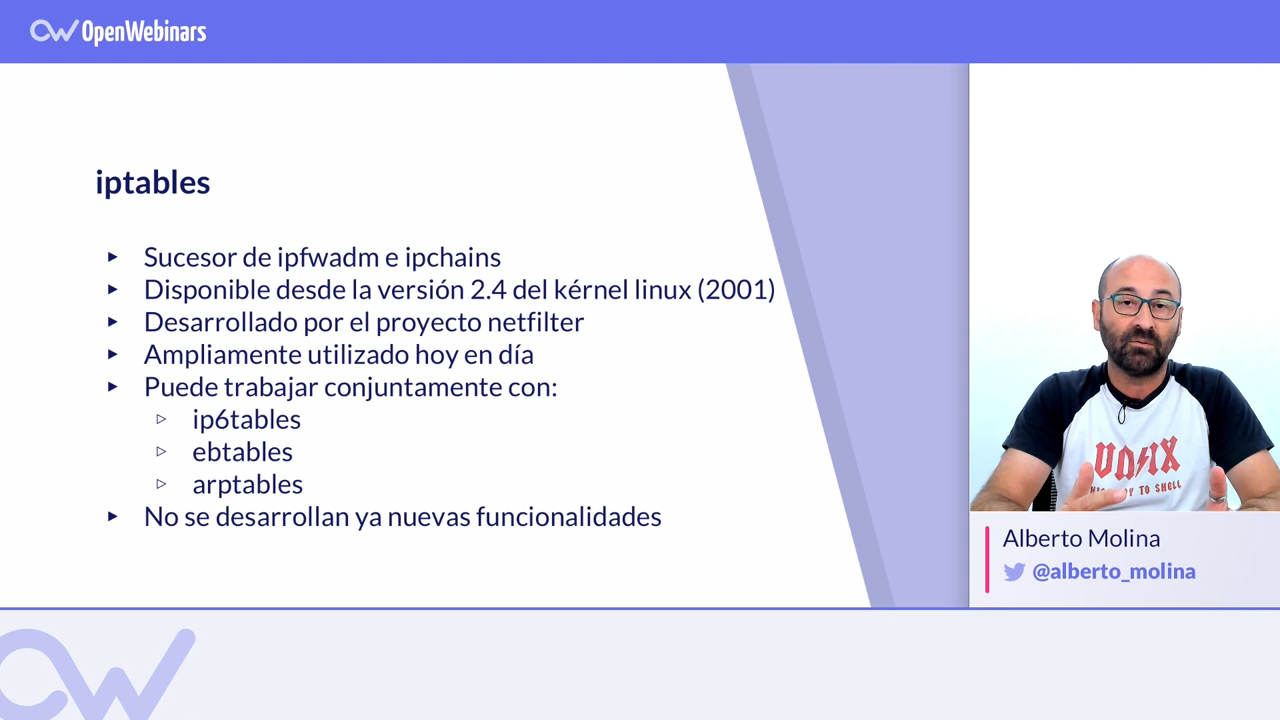 OpenWebinars
iptables
Sucesor de ipfwadm e ipchains
Disponible desde la versión 2.4 del kérnel linux (2001)
Desarrollado por el proyecto netfilter
Ampliamente utilizado hoy en día
Puede trabajar conjuntamente con:
ip6tables
ebtables
arptables
No se desarrollan ya nuevas funcionalidades
UNIX
TO SHELL
Alberto Molina
@alberto_molina